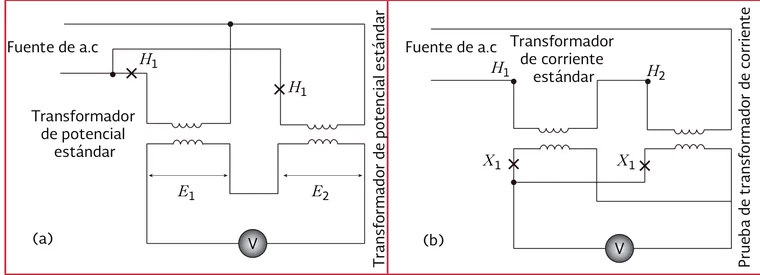 Fuente de a.c
H1
H1
Transformador
de potencial
estándar
E1
E2
V
(a)
Transformador de potencial estándar
Fuente de a.c
Transformador
de corriente
estándar
H1
H2
X1
X1
V
(b)
Prueba de transformador de corriente